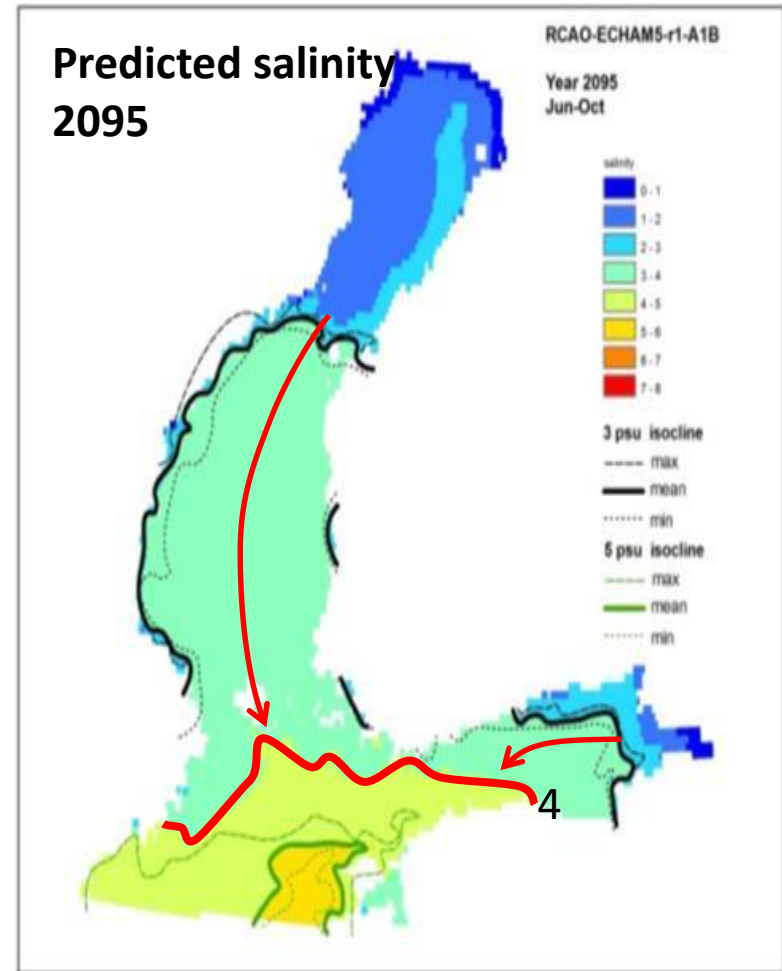 Predicted salinity
2095
RCAO-ECHAM5-r1-A1B
Year 2095
Jun-Oct
salinity
0 - 1
1 - 2
2 - 3
3 - 4
4 - 5
5 - 6
6 - 7
7 - 8
3 psu isocline
max
mean
min
5 psu isocline
max
mean
min
4